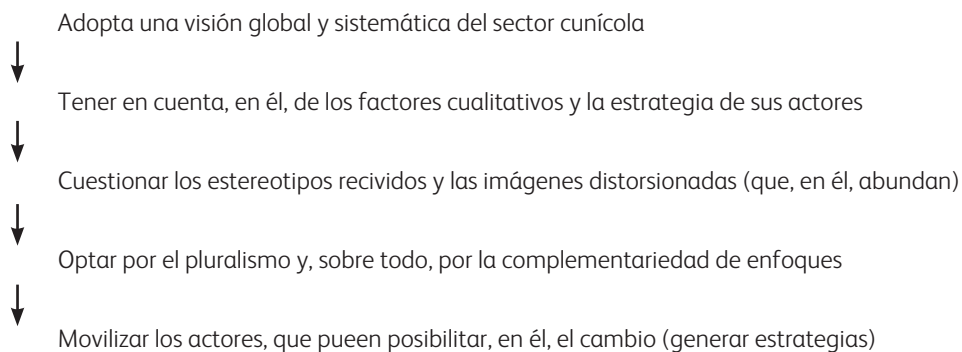 Adopta una visión global y sistemática del sector cunícola
Tener en cuenta, en él, de los factores cualitativos y la estrategia de sus actores
Cuestionar los estereotipos recividos y las imágenes distorsionadas (que, en él, abundan)
Optar por el pluralismo y, sobre todo, por la complementariedad de enfoques
Movilizar los actores, que pueen posibilitar, en él, el cambio (generar estrategias)